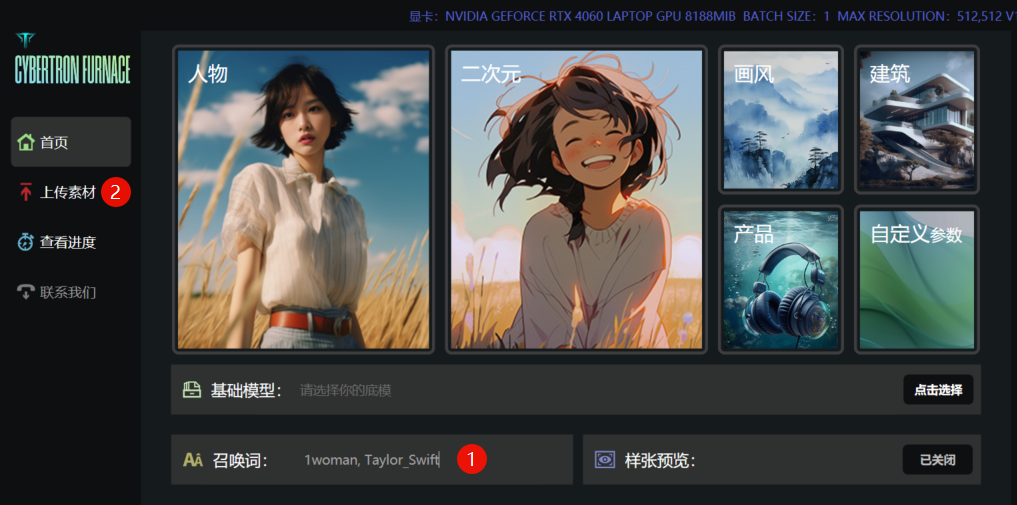 显卡：NVIDIA GEFORCE RTX 4060 LAPTOP GPU 8188MIB BATCH SIZE：1 MAX RESOLUTION：512,512 V1
CYBERTRON FURNACE
首页
上传素材 2
查看进度
联系我们
人物
二次元
画风
建筑
产品
自定义参数
基础模型： 请选择你的底模 点击选择
召唤词： 1woman, Taylor_Swift 1
样张预览： 已关闭